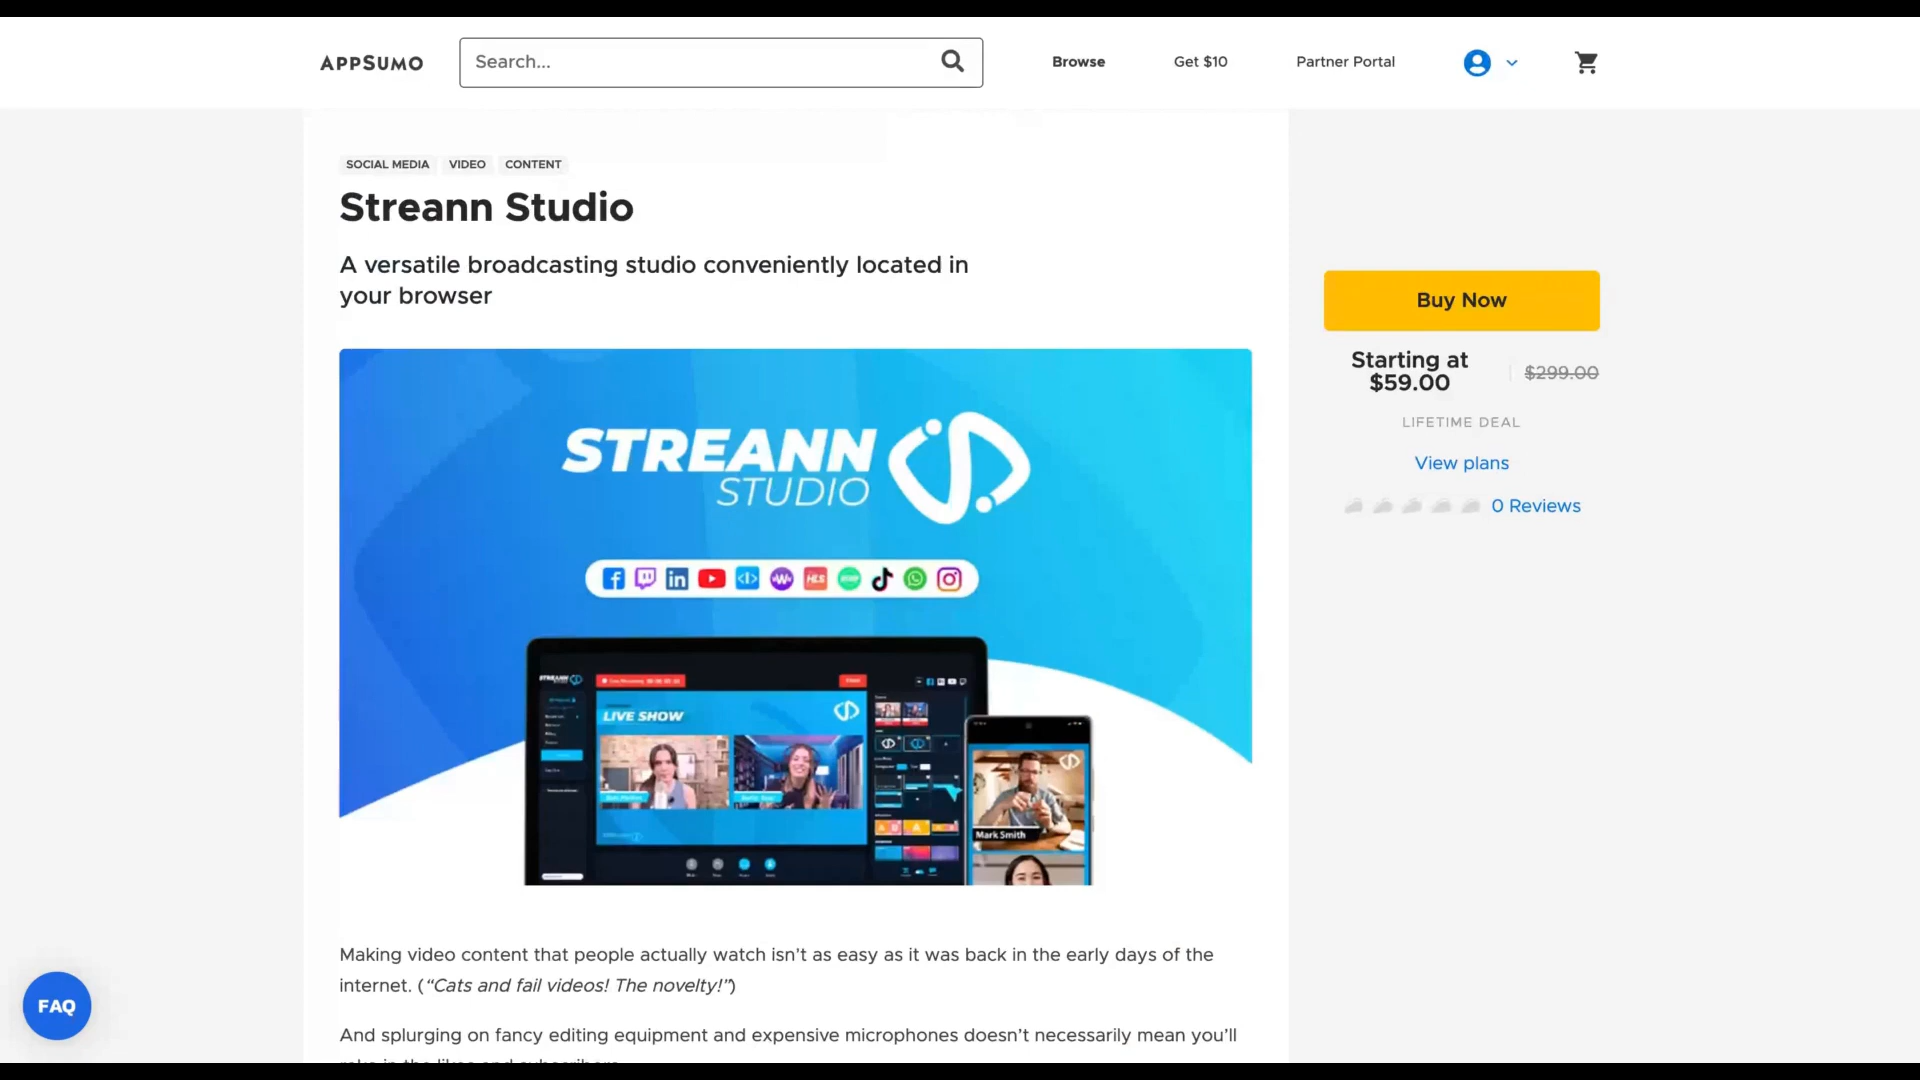 APPSUMO
Search...
Browse
Get $10
Partner Portal
SOCIAL MEDIA
VIDEO
CONTENT
Streann Studio
A versatile broadcasting studio conveniently located in
your browser
Buy Now
Starting at
$59.00
$299.00
LIFETIME DEAL
View plans
0 Reviews
STREANN
STUDIO
HLS
STREANN
LIVE SHOW
Mark Smith
Making video content that people actually watch isn't as easy as it was back in the early days of the
internet. (“Cats and fail videos! The novelty!”)
And splurging on fancy editing equipment and expensive microphones doesn't necessarily mean you'll
FAQ